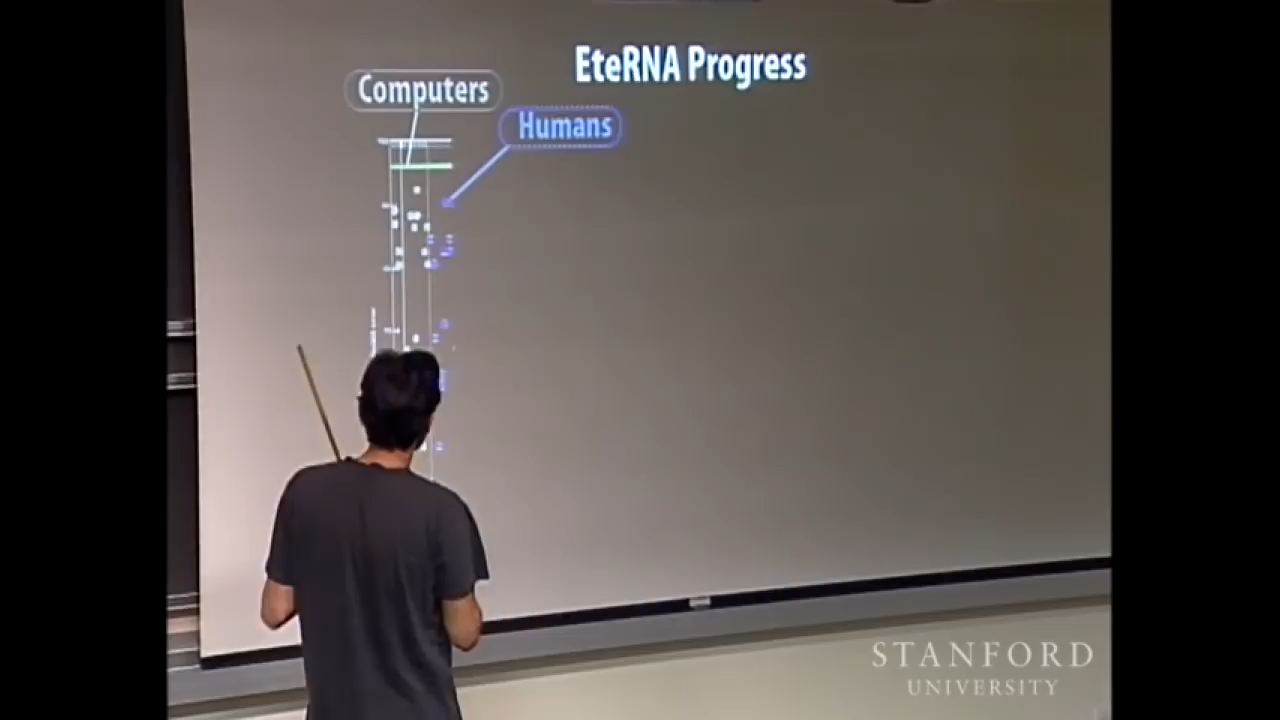 EteRNA Progress
Computers
Humans
STANFORD
UNIVERSITY